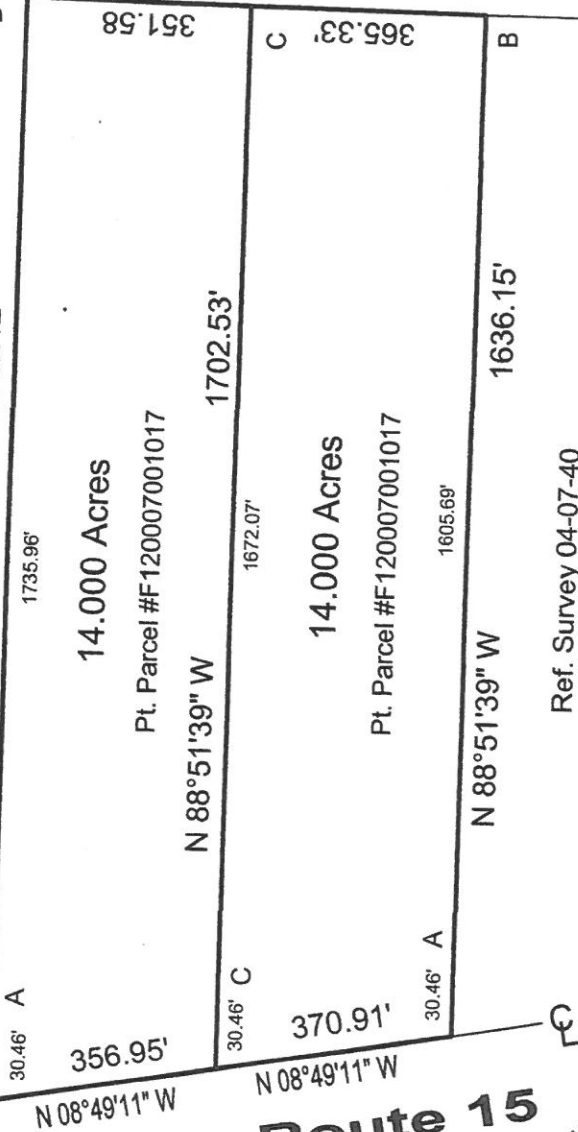 351.58
C
365.33'
B
1735.96'
14.000 Acres
Pt. Parcel #F120007001017
1702.53'
N 88°51'39" W
1672.07'
14.000 Acres
Pt. Parcel #F120007001017
1605.69'
1636.15'
N 88°51'39" W
Ref. Survey 04-07-40
30.46' A
356.95'
30.46' C
370.91'
30.46' A
N 08°49'11" W
N 08°49'11" W
Route 15
℄